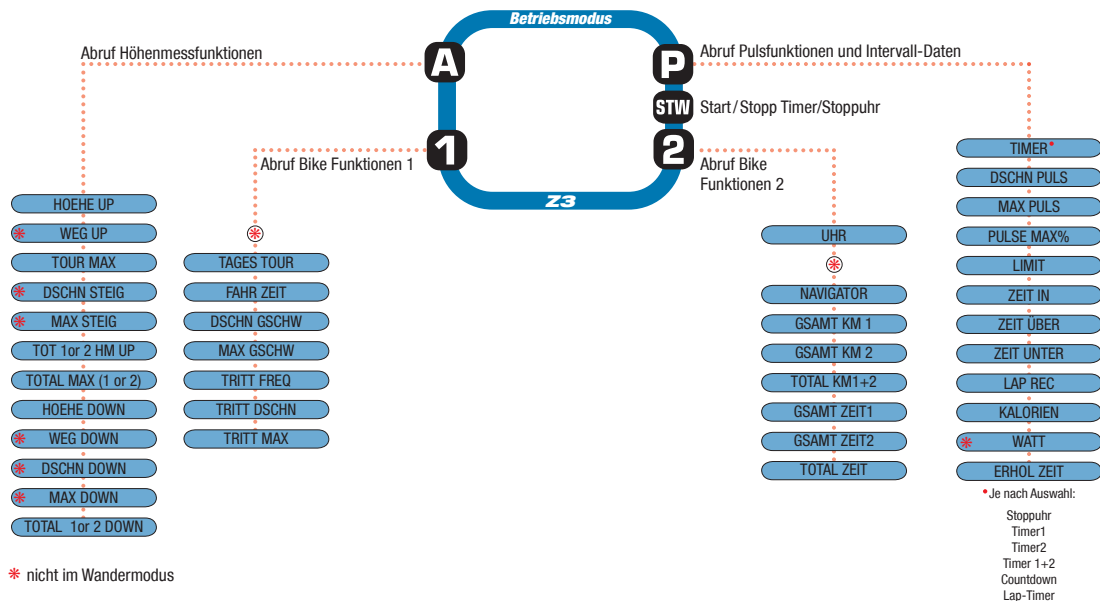 Betriebsmodus
Abruf Höhenmessfunktionen
A
P
Abruf Pulsfunktionen und Intervall-Daten
STW
Start/Stopp Timer/Stoppuhr
1
Abruf Bike Funktionen 1
2
Abruf Bike
Funktionen 2
Z3
HOEHE UP
* WEG UP
TOUR MAX
* DSCHN STEIG
* MAX STEIG
TOT 1or 2 HM UP
TOTAL MAX (1 or 2)
HOEHE DOWN
* WEG DOWN
* DSCHN DOWN
* MAX DOWN
TOTAL 1or 2 DOWN
*
TAGES TOUR
FAHR ZEIT
DSCHN GSCHW
MAX GSCHW
TRITT FREQ
TRITT DSCHN
TRITT MAX
UHR
*
NAVIGATOR
GSAMT KM 1
GSAMT KM 2
TOTAL KM1+2
GSAMT ZEIT1
GSAMT ZEIT2
TOTAL ZEIT
TIMER•
DSCHN PULS
MAX PULS
PULSE MAX%
LIMIT
ZEIT IN
ZEIT ÜBER
ZEIT UNTER
LAP REC
KALORIEN
* WATT
ERHOL ZEIT
•Je nach Auswahl:
Stoppuhr
Timer1
Timer2
Timer 1+2
Countdown
Lap-Timer
* nicht im Wandermodus